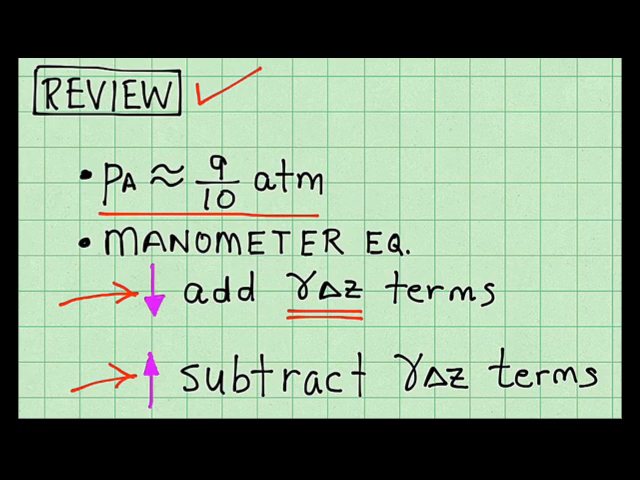 REVIEW
• PA ≈ 9/10 atm
• MANOMETER EQ.
→ ↓ add γΔz terms
→ ↑ subtract γΔz terms